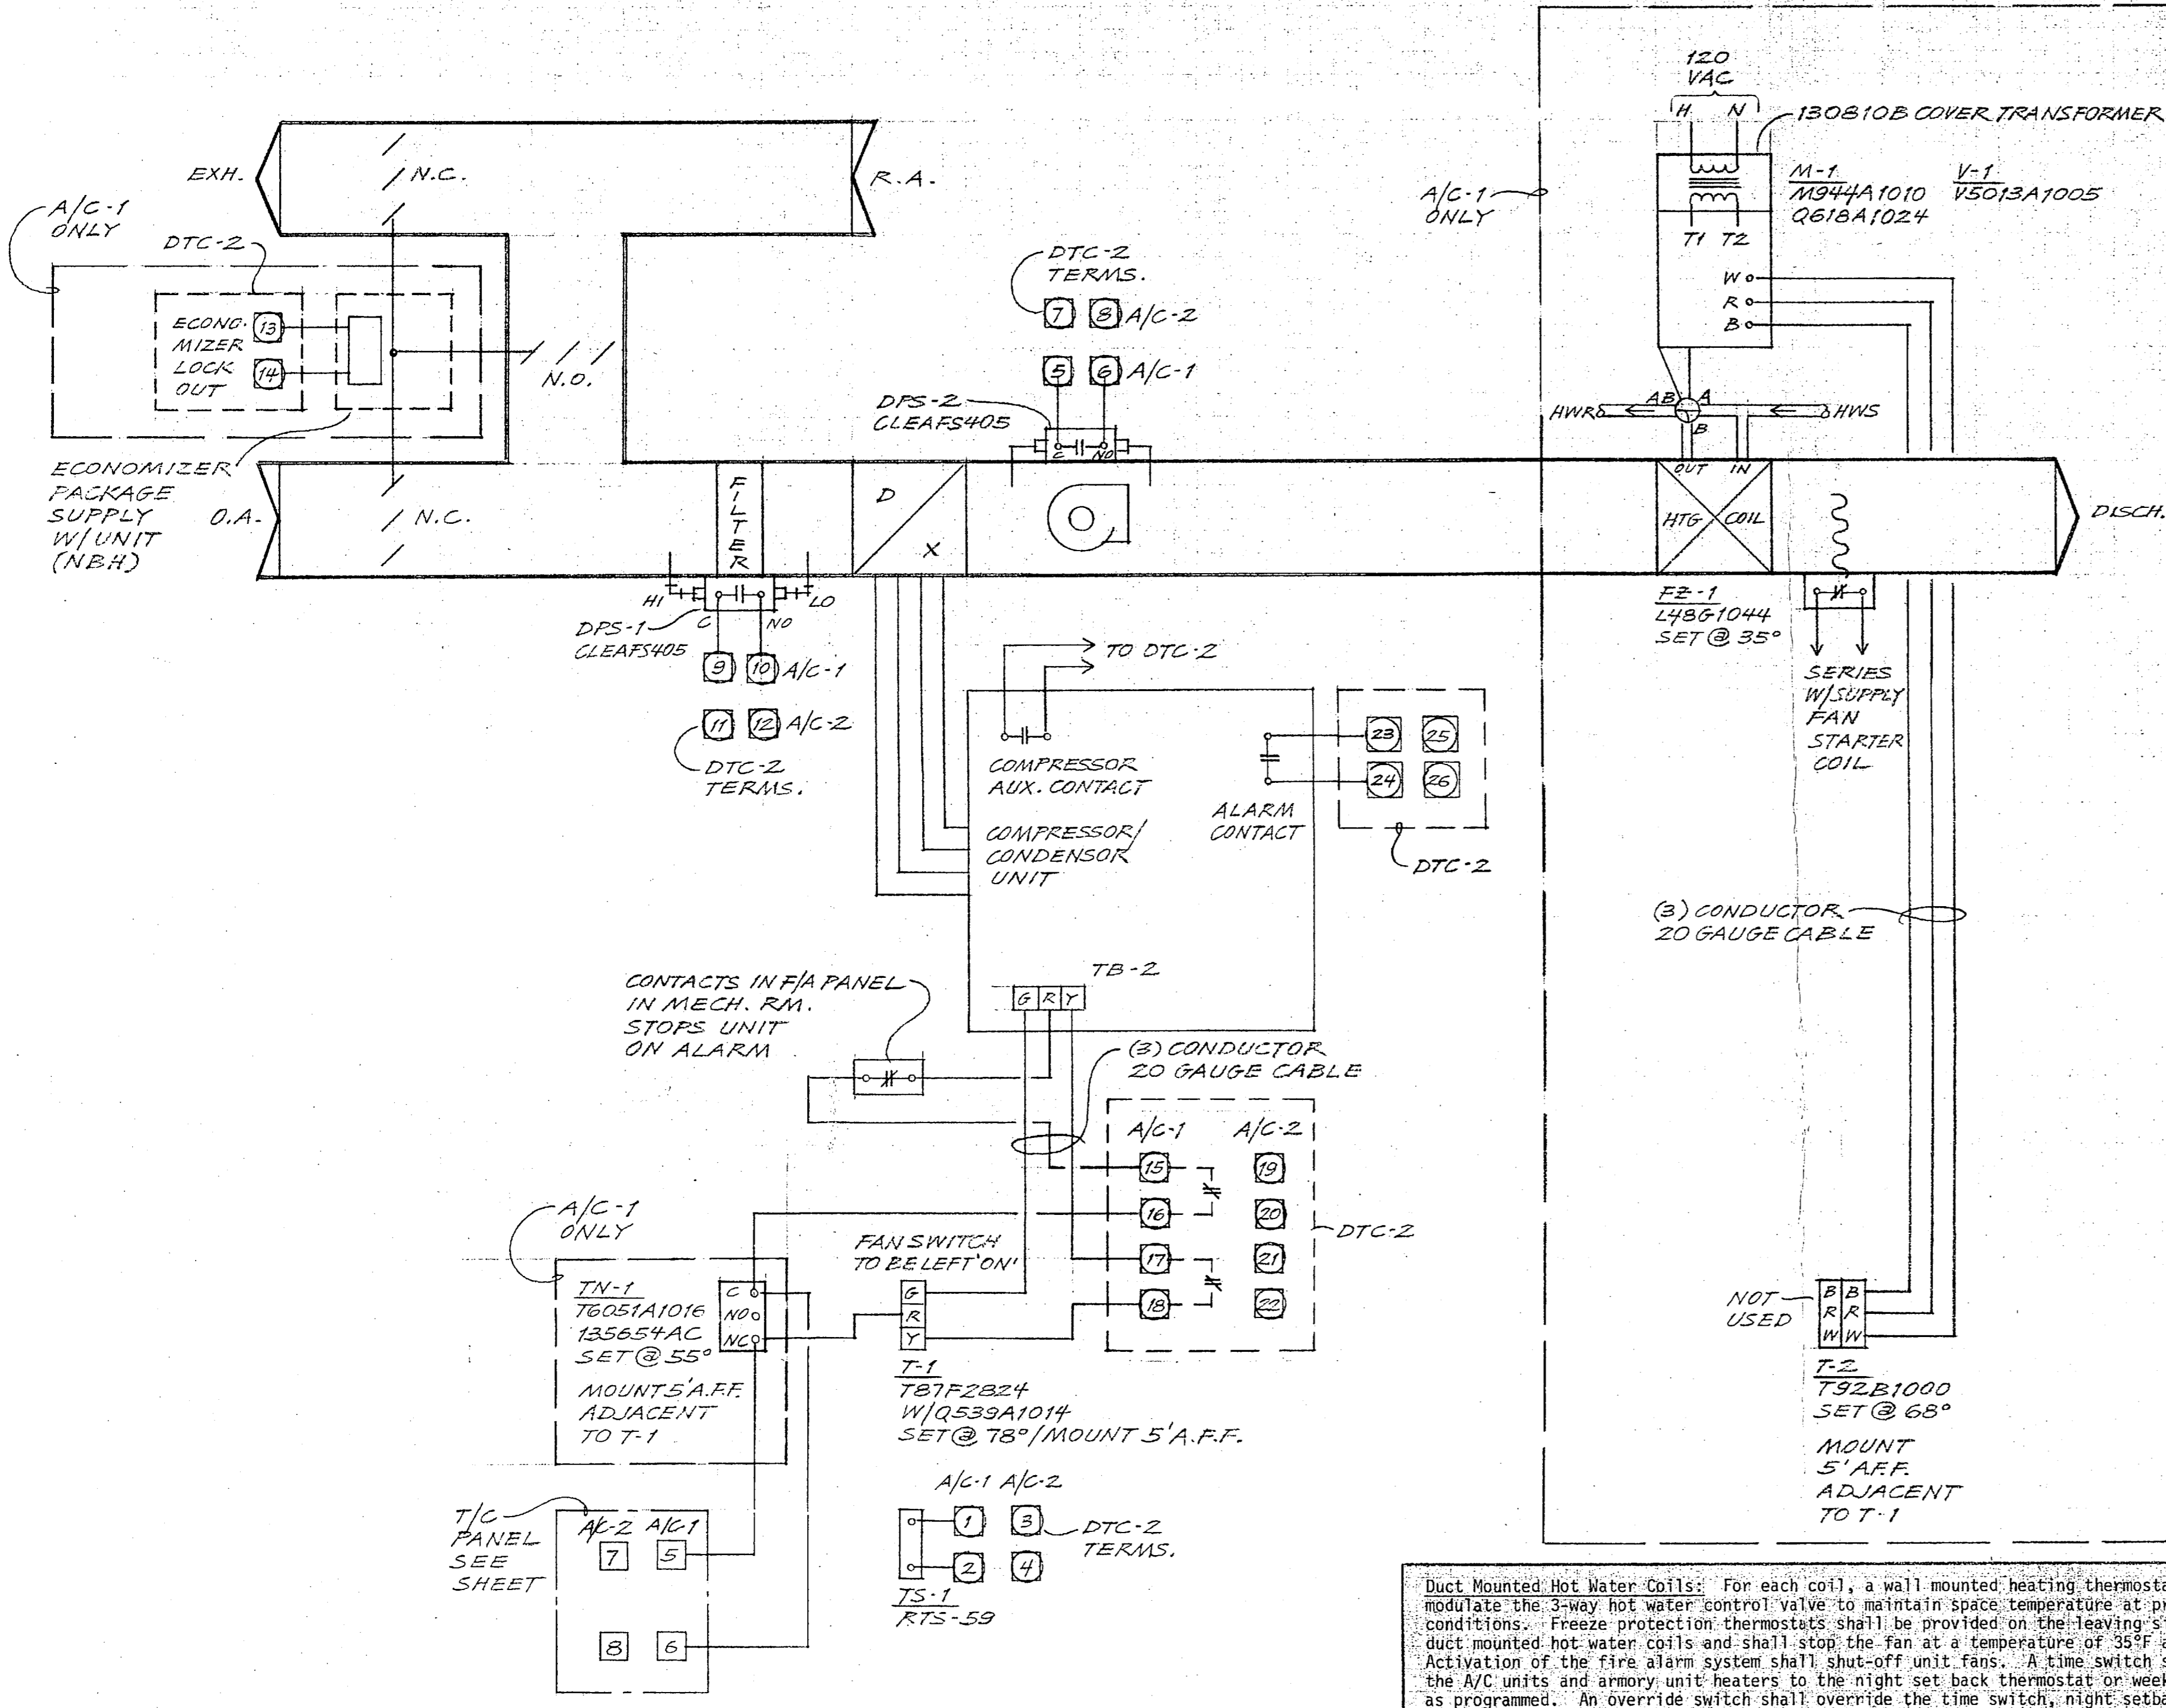 120
VAC
H N
130810B COVER TRANSFORMER
M-1
M944A1010
Q618A1024
V-1
V5013A1005
T1 T2
W
R
B
A/C-1
ONLY
EXH.
N.C.
R.A.
A/C-1
ONLY
DTC-2
ECONO-
MIZER
LOCK
OUT
13
14
N.O.
ECONOMIZER
PACKAGE
SUPPLY
W/UNIT
(NBH)
O.A.
N.C.
FILTER
D
X
DTC-2
TERMS.
7 8 A/C-2
5 6 A/C-1
DPS-2
CLEAFS405
C NO
HWR
AB A
B
HWS
OUT IN
HTG COIL
DISCH.
HI
LO
C NO
DPS-1
CLEAFS405
9 10 A/C-1
11 12 A/C-2
DTC-2
TERMS.
FZ-1
L48G1044
SET @ 35°
SERIES
W/SUPPLY
FAN
STARTER
COIL
TO DTC-2
COMPRESSOR
AUX. CONTACT
COMPRESSOR/
CONDENSOR
UNIT
ALARM
CONTACT
23 25
24 26
DTC-2
(3) CONDUCTOR
20 GAUGE CABLE
TB-2
G R Y
CONTACTS IN F/A PANEL
IN MECH. RM.
STOPS UNIT
ON ALARM
(3) CONDUCTOR
20 GAUGE CABLE
A/C-1 A/C-2
15 19
16 20
17 21
18 22
DTC-2
A/C-1
ONLY
TN-1
T6051A1016
135654AC
SET @ 55°
MOUNT 5' A.F.F.
ADJACENT
TO T-1
C
NO
NC
FAN SWITCH
TO BE LEFT 'ON'
G
R
Y
T-1
T87F2824
W/Q539A1014
SET @ 78°/MOUNT 5' A.F.F.
NOT
USED
B B
R R
W W
T-2
T92B1000
SET @ 68°
MOUNT
5' A.F.F.
ADJACENT
TO T-1
T/C
PANEL
SEE
SHEET
A/C-2 A/C-1
7 5
8 6
A/C-1 A/C-2
1 3
2 4
DTC-2
TERMS.
TS-1
RTS-59
Duct Mounted Hot Water Coils: For each coil, a wall mounted heating
modulate the 3-way hot water control valve to maintain space temperature at
conditions. Freeze protection thermostats shall be provided on the leaving
duct mounted hot water coils and shall stop the fan at a temperature of 35°F
Activation of the fire alarm system shall shut-off unit fans. A time switch
the A/C units and armory unit heaters to the night set back thermostat or
as programmed. An override switch shall override the time switch, night